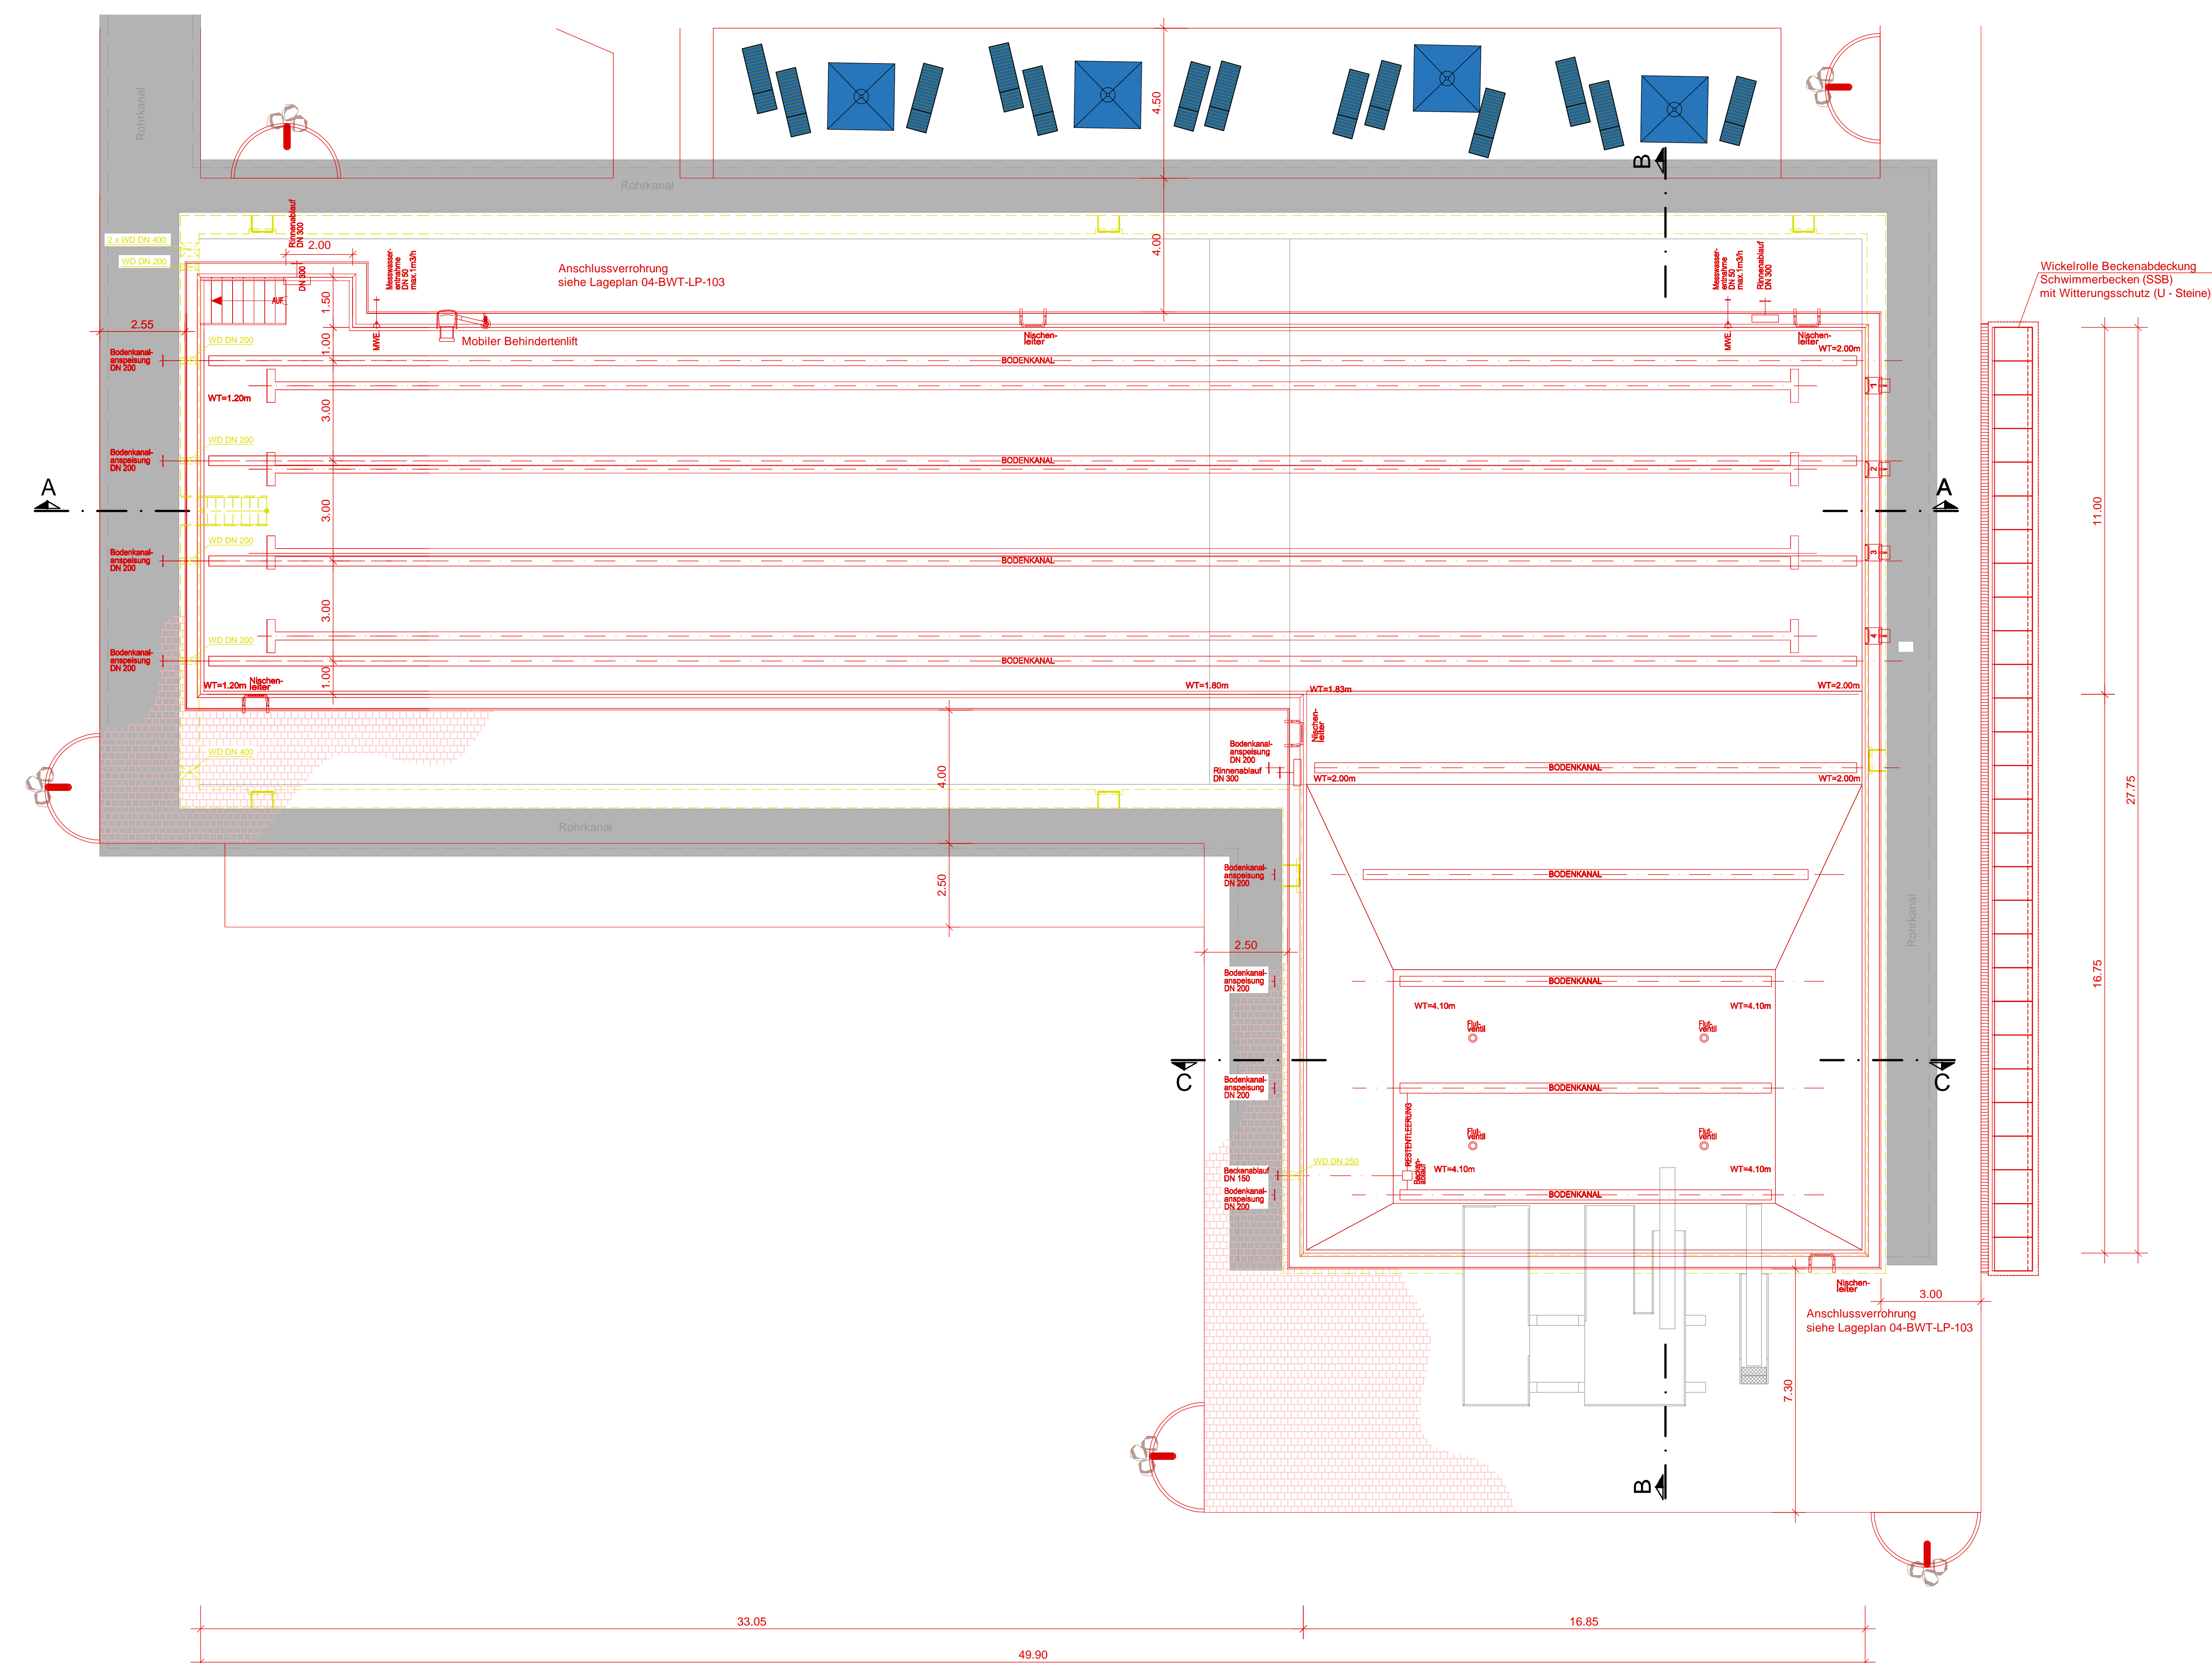 Rohrkanal
Rohrkanal
4.50
B
2 x WD DN 400
WD DN 200
Rinnenablauf
DN 300
2.00
DN 300
Messwasser-
entnahme
DN 50
max.1m3/h
Anschlussverrohrung
siehe Lageplan 04-BWT-LP-103
4.00
Messwasser-
entnahme
DN 50
max.1m3/h
Rinnenablauf
DN 300
Wickelrolle Beckenabdeckung
Schwimmerbecken (SSB)
mit Witterungsschutz (U - Steine)
AUF
1.50
2.55
MWE
Mobiler Behindertenlift
Nischen-
leiter
MWE
Nischen-
leiter
WD DN 200
1.00
Bodenkanal-
anspeisung
DN 200
BODENKANAL
WT=2.00m
1
WT=1.20m
3.00
WD DN 200
Bodenkanal-
anspeisung
DN 200
BODENKANAL
2
A
A
3.00
11.00
WD DN 200
Bodenkanal-
anspeisung
DN 200
BODENKANAL
3
3.00
WD DN 200
4
Bodenkanal-
anspeisung
DN 200
BODENKANAL
1.00
WT=1.20m
Nischen-
leiter
WT=1.80m
WT=1.83m
WT=2.00m
Nischen-
leiter
WD DN 400
Bodenkanal-
anspeisung
DN 200
Rinnenablauf
DN 300
BODENKANAL
WT=2.00m
WT=2.00m
4.00
27.75
Rohrkanal
Bodenkanal-
anspeisung
DN 200
BODENKANAL
2.50
Rohrkanal
2.50
16.75
Bodenkanal-
anspeisung
DN 200
BODENKANAL
WT=4.10m
WT=4.10m
Flut-
ventil
Flut-
ventil
C
C
Bodenkanal-
anspeisung
DN 200
BODENKANAL
RESTENTLEERUNG
Flut-
ventil
Flut-
ventil
WD DN 250
Beckenablauf
DN 150
Becken-
ablauf
WT=4.10m
WT=4.10m
Bodenkanal-
anspeisung
DN 200
BODENKANAL
Nischen-
leiter
3.00
Anschlussverrohrung
siehe Lageplan 04-BWT-LP-103
7.30
B
33.05
16.85
49.90